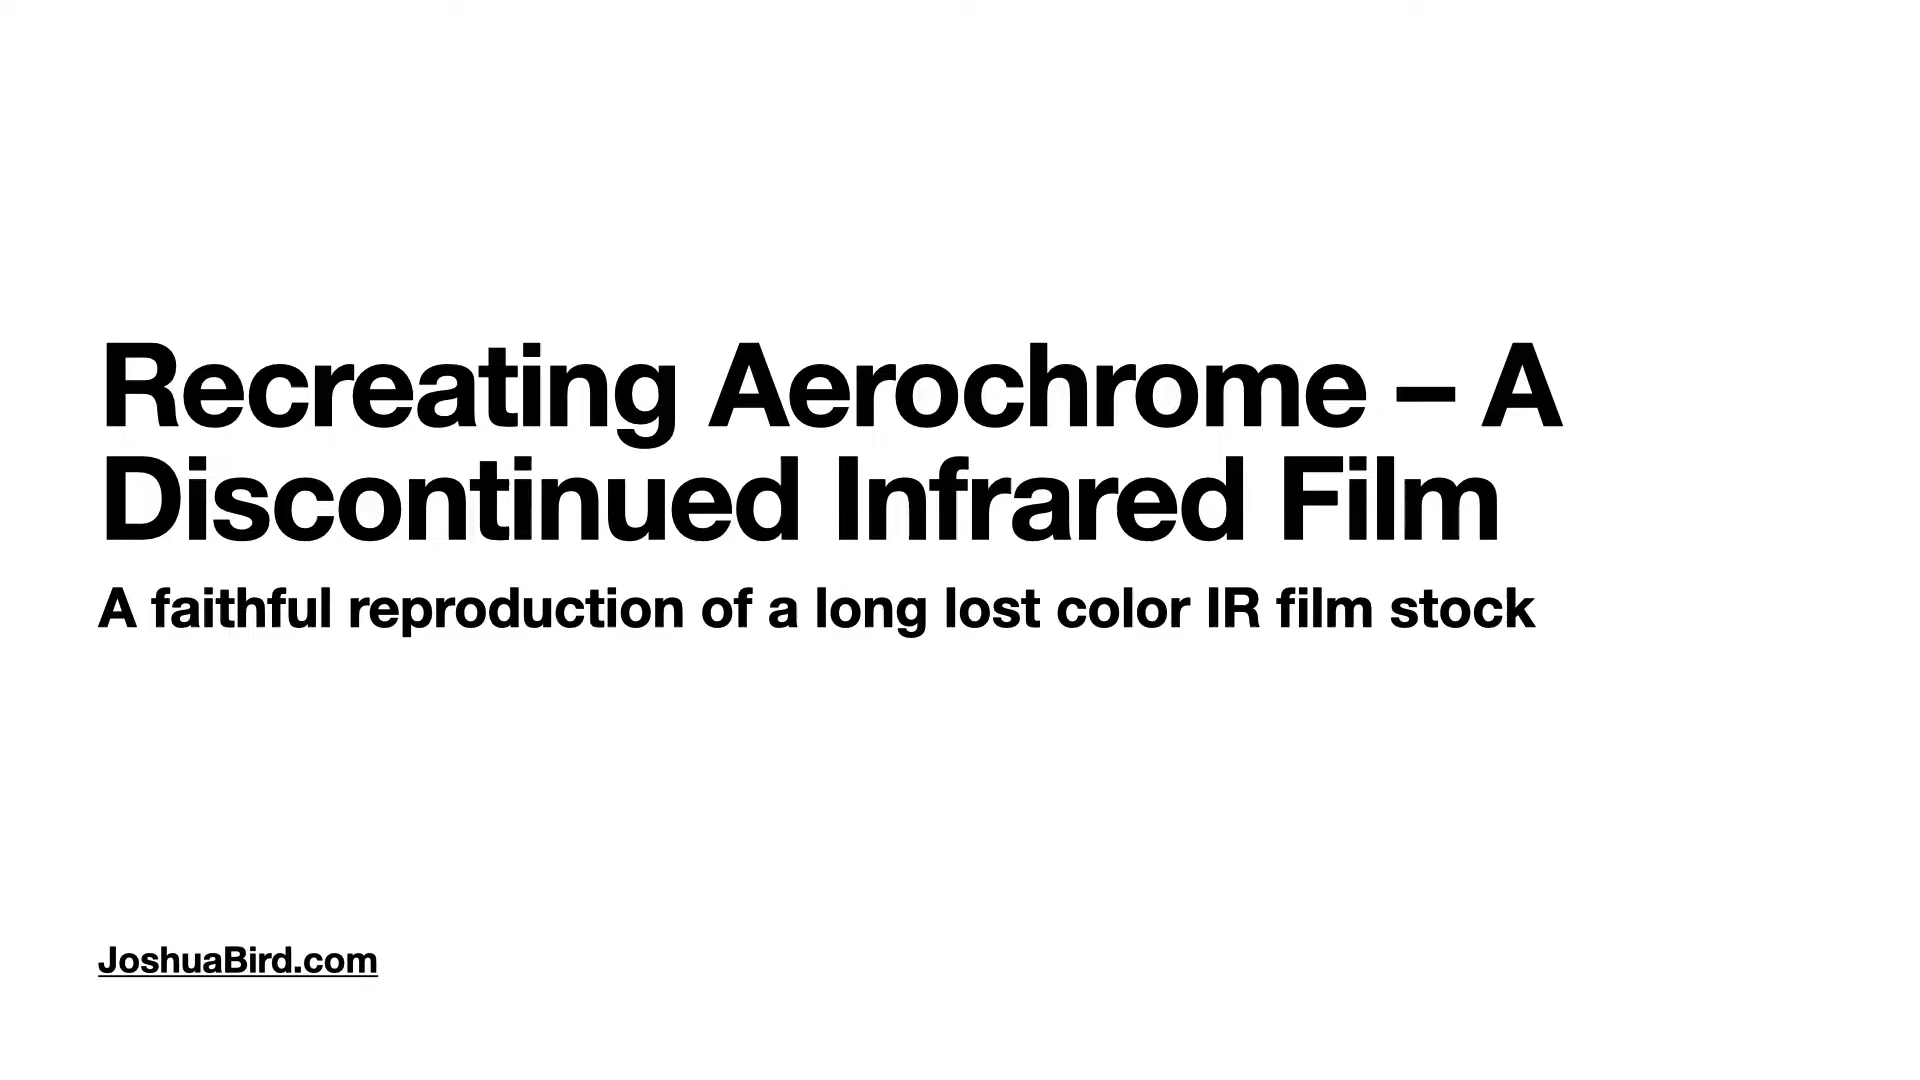 Recreating Aerochrome – A
Discontinued Infrared Film
A faithful reproduction of a long lost color IR film stock
JoshuaBird.com